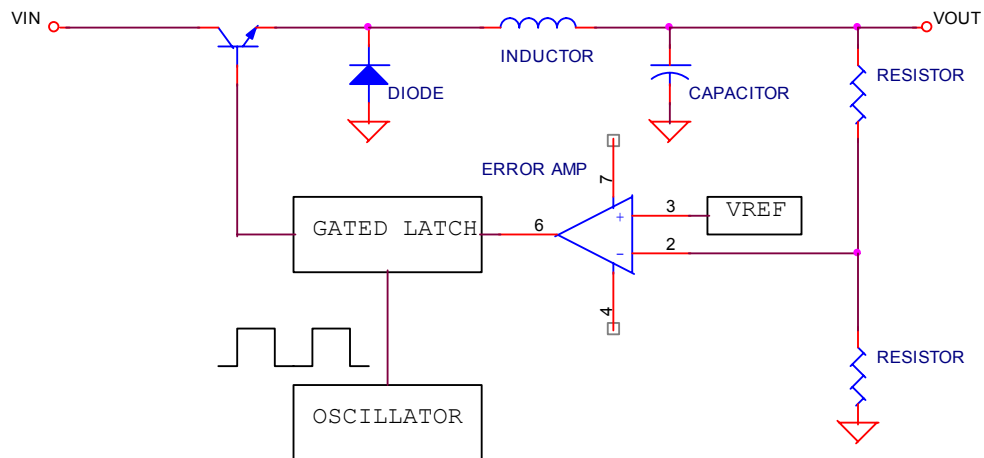 VIN
VOUT
INDUCTOR
RESISTOR
DIODE
CAPACITOR
ERROR AMP
7
3
VREF
+
GATED LATCH
6
2
-
4
RESISTOR
OSCILLATOR